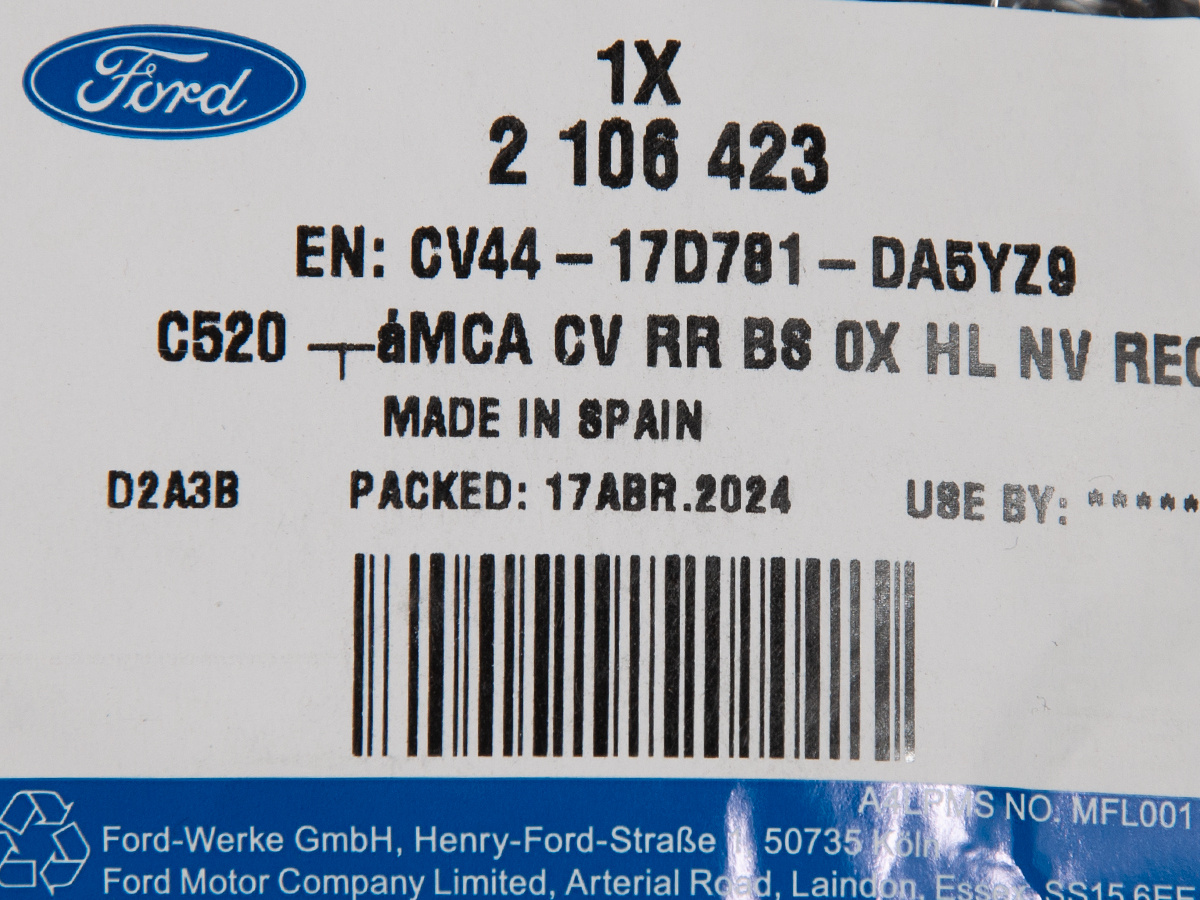 Ford
1X
2 106 423
EN: CV44-17D781-DA5YZ9
C520 ─┬─áMCA CV RR BS OX HL NV REC
MADE IN SPAIN
D2A3B PACKED: 17ABR.2024 USE BY: *****
A4LPMS NO. MFL001
Ford-Werke GmbH, Henry-Ford-Straße 1, 50735 Köln
Ford Motor Company Limited, Arterial Road, Laindon, Essex, SS15 6EE